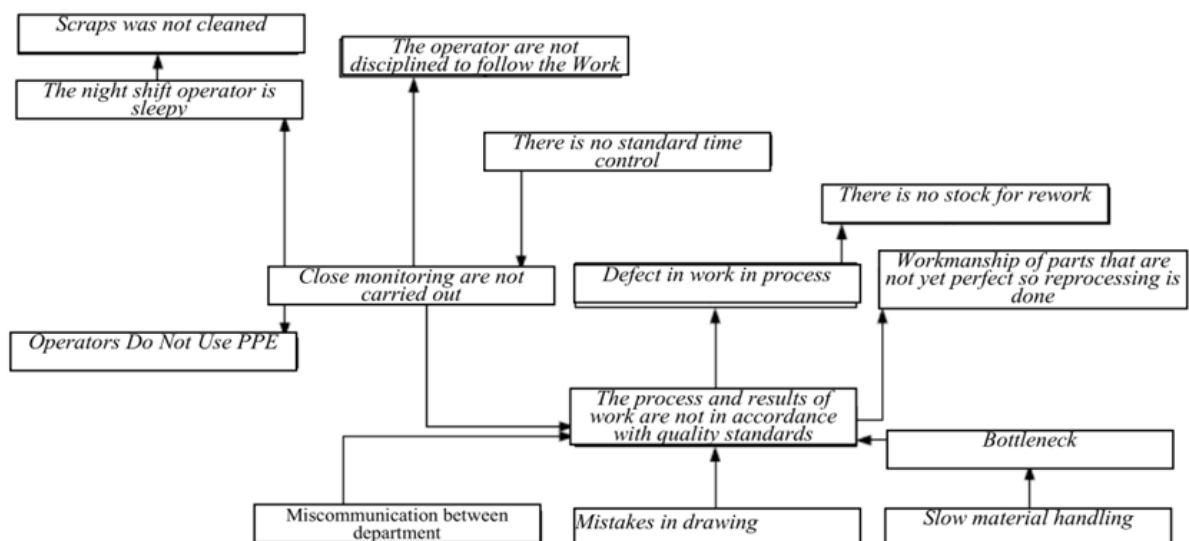 Scraps was not cleaned
The operator are not
disciplined to follow the Work
The night shift operator is
sleepy
There is no standard time
control
There is no stock for rework
Close monitoring are not
carried out
Defect in work in process
Workmanship of parts that are
not yet perfect so reprocessing is
done
Operators Do Not Use PPE
The process and results of
work are not in accordance
with quality standards
Bottleneck
Miscommunication between
department
Mistakes in drawing
Slow material handling